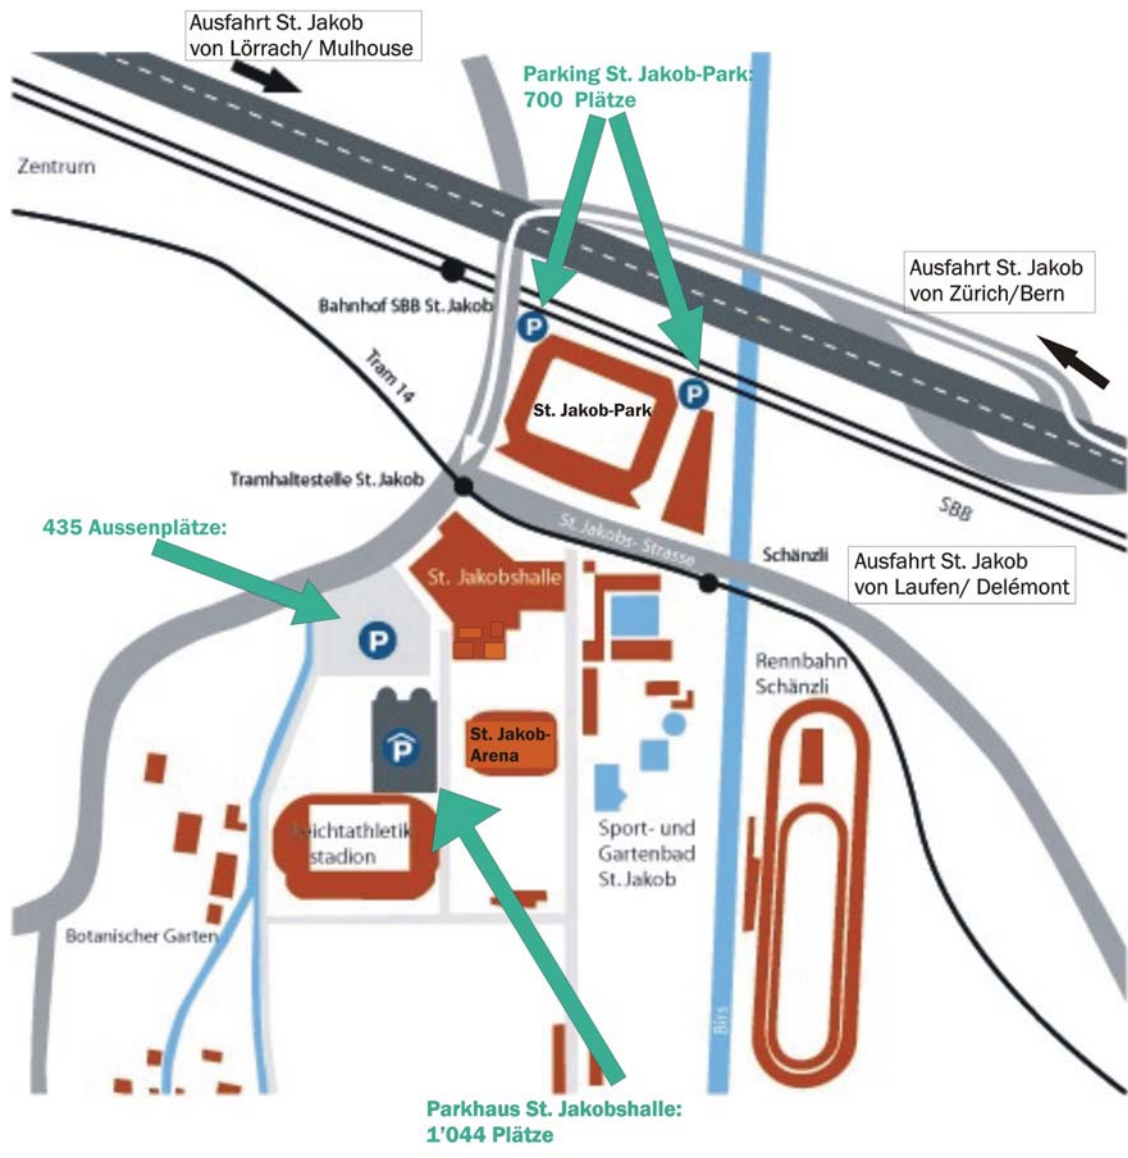 Ausfahrt St. Jakob
von Lörrach/ Mulhouse
Parking St. Jakob-Park:
700 Plätze
Zentrum
Ausfahrt St. Jakob
von Zürich/Bern
Bahnhof SBB St. Jakob
P
Tram 14
P
St. Jakob-Park
Tramhaltestelle St. Jakob
SBB
435 Aussenplätze:
St. Jakobs- Strasse
Schänzli
Ausfahrt St. Jakob
von Laufen/ Delémont
St. Jakobshalle
P
Rennbahn
Schänzli
P
St. Jakob-
Arena
Leichtathletik
stadion
Sport- und
Gartenbad
St. Jakob
Botanischer Garten
Birs
Parkhaus St. Jakobshalle:
1’044 Plätze